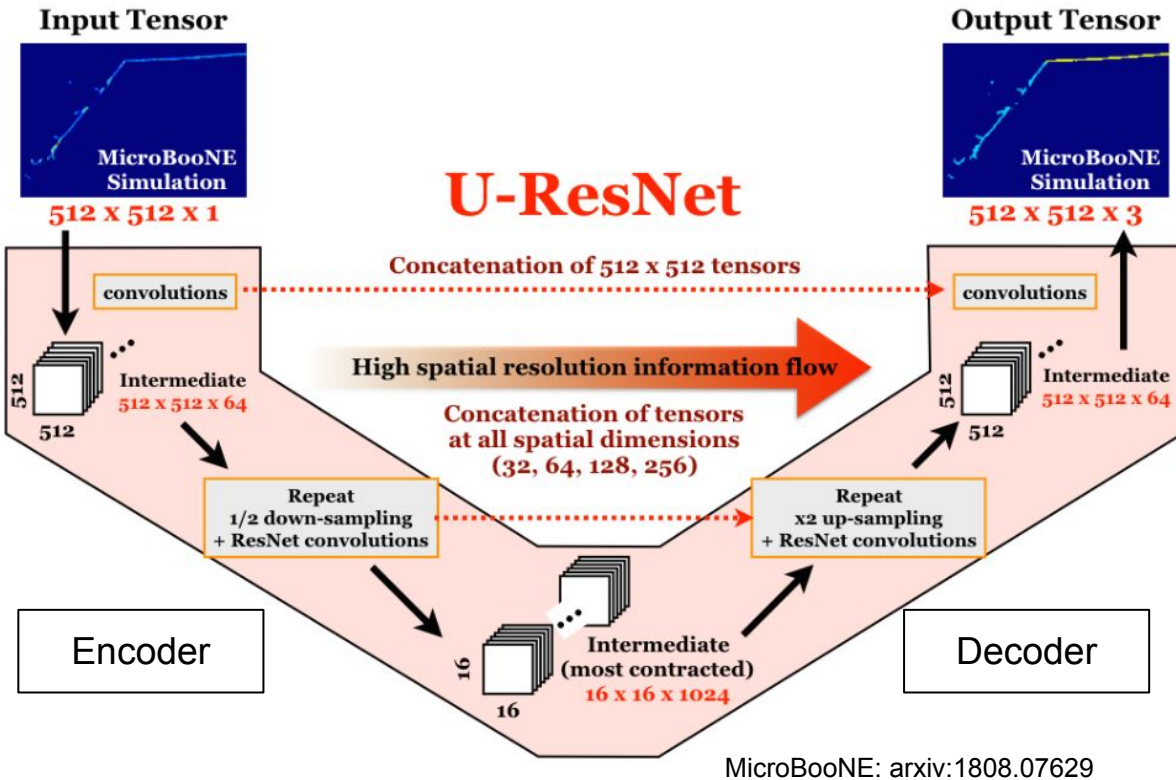 Input Tensor
Output Tensor
MicroBooNE
Simulation
MicroBooNE
Simulation
512 x 512 x 1
U-ResNet
512 x 512 x 3
Concatenation of 512 x 512 tensors
convolutions
convolutions
High spatial resolution information flow
512
512
Intermediate
512 x 512 x 64
Concatenation of tensors
at all spatial dimensions
(32, 64, 128, 256)
512
512
Intermediate
512 x 512 x 64
Repeat
1/2 down-sampling
+ ResNet convolutions
Repeat
x2 up-sampling
+ ResNet convolutions
Encoder
16
16
Intermediate
(most contracted)
16 x 16 x 1024
Decoder
MicroBooNE: arxiv:1808.07629